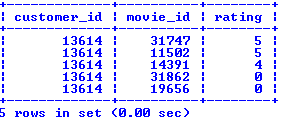 customer_id | movie_id | rating
13614 | 31747 | 5
13614 | 11502 | 5
13614 | 14391 | 4
13614 | 31862 | 0
13614 | 19656 | 0
5 rows in set (0.00 sec)